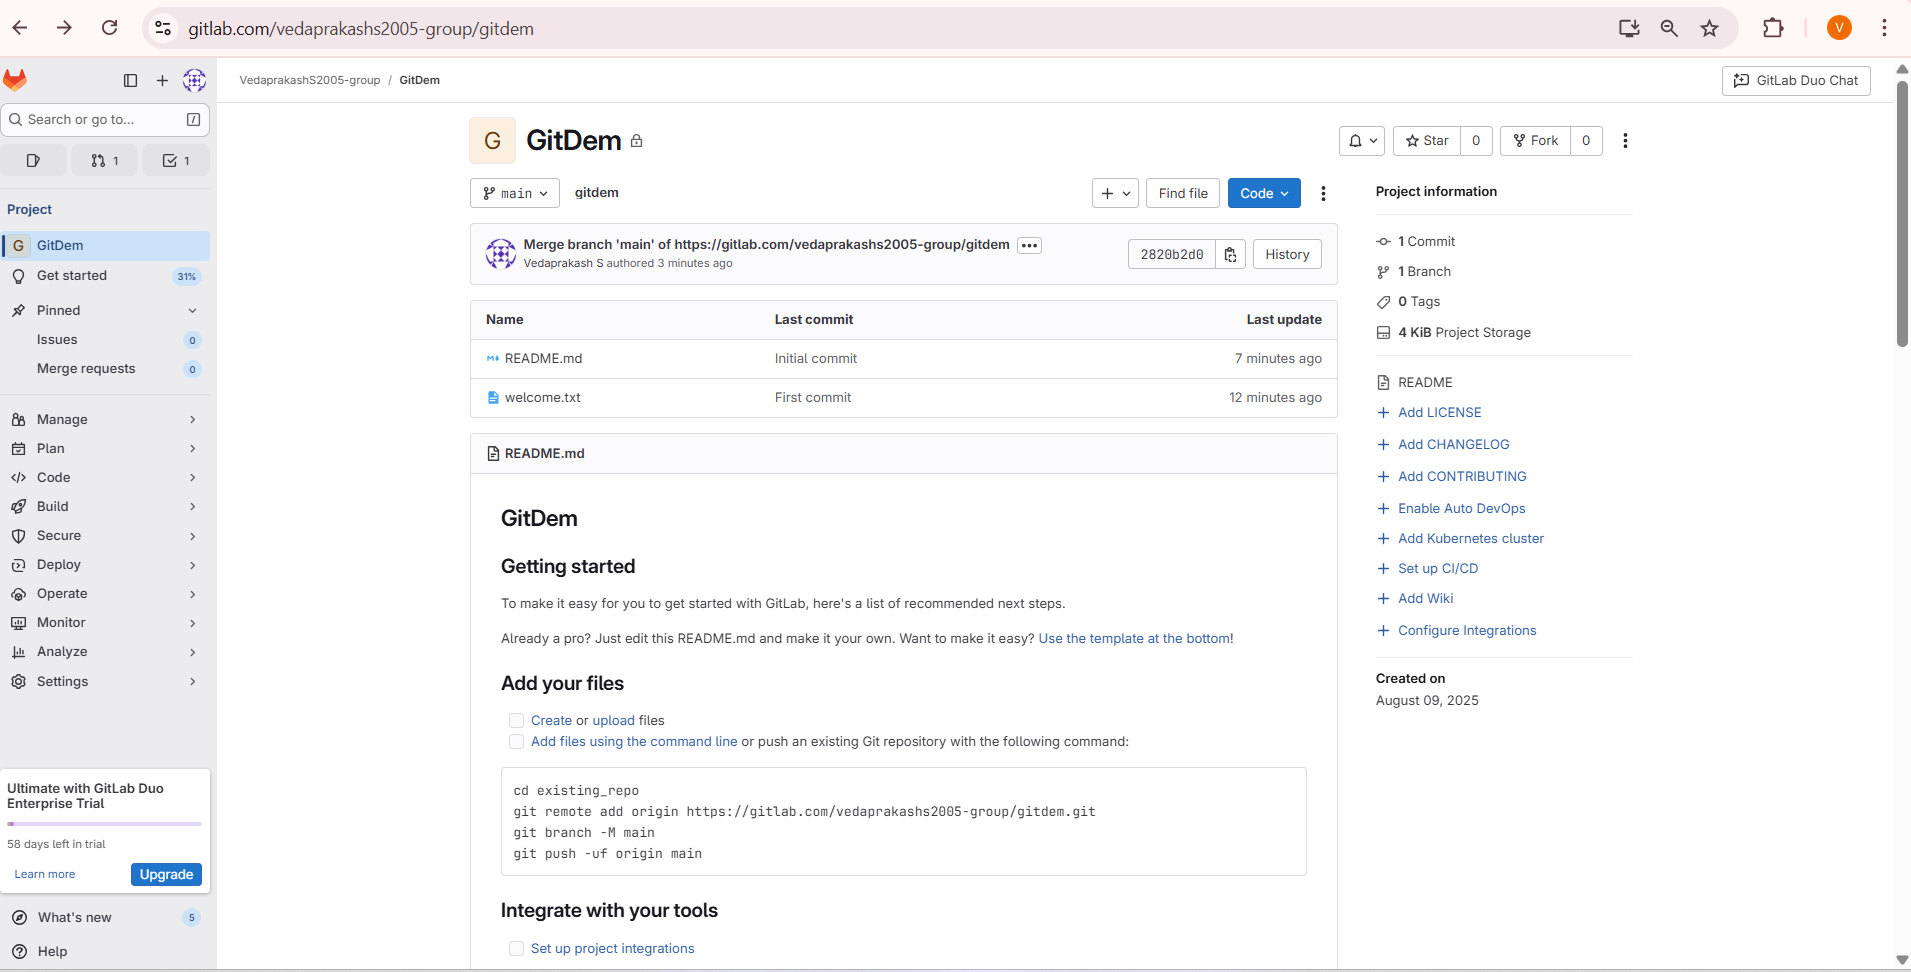 gitlab.com/vedaprakashs2005-group/gitdem
V
VedaprakashS2005-group / GitDem
GitLab Duo Chat
Search or go to...
/
1
1
Project
G GitDem
Get started 31%
Pinned
Issues 0
Merge requests 0
Manage
Plan
Code
Build
Secure
Deploy
Operate
Monitor
Analyze
Settings
Ultimate with GitLab Duo
Enterprise Trial
58 days left in trial
Learn more
Upgrade
What's new 5
Help
G GitDem
Star 0
Fork 0
main
gitdem
Find file
Code
Merge branch 'main' of https://gitlab.com/vedaprakashs2005-group/gitdem
Vedaprakash S authored 3 minutes ago
2820b2d0
History
Name Last commit Last update
README.md Initial commit 7 minutes ago
welcome.txt First commit 12 minutes ago
README.md
GitDem
Getting started
To make it easy for you to get started with GitLab, here's a list of recommended next steps.
Already a pro? Just edit this README.md and make it your own. Want to make it easy? Use the template at the bottom!
Add your files
Create or upload files
Add files using the command line or push an existing Git repository with the following command:
cd existing_repo
git remote add origin https://gitlab.com/vedaprakashs2005-group/gitdem.git
git branch -M main
git push -uf origin main
Integrate with your tools
Set up project integrations
Project information
1 Commit
1 Branch
0 Tags
4 KiB Project Storage
README
Add LICENSE
Add CHANGELOG
Add CONTRIBUTING
Enable Auto DevOps
Add Kubernetes cluster
Set up CI/CD
Add Wiki
Configure Integrations
Created on
August 09, 2025